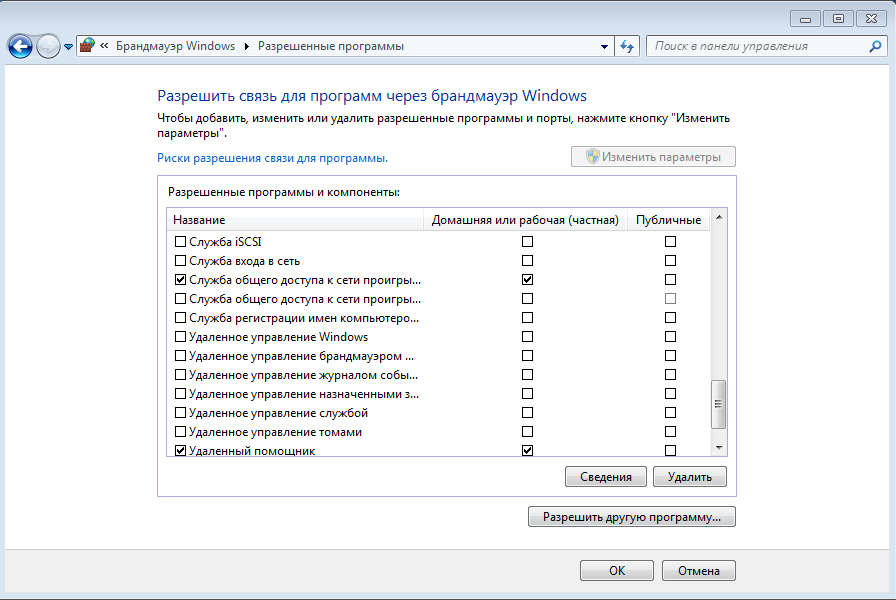 « Брандмауэр Windows ▸ Разрешенные программы
Поиск в панели управления
Разрешить связь для программ через брандмауэр Windows
Чтобы добавить, изменить или удалить разрешенные программы и порты, нажмите кнопку "Изменить
параметры".
Риски разрешения связи для программы.
Изменить параметры
Разрешенные программы и компоненты:
Название Домашняя или рабочая (частная) Публичные
Служба iSCSI
Служба входа в сеть
Служба общего доступа к сети проигры...
Служба общего доступа к сети проигры...
Служба регистрации имен компьютеро...
Удаленное управление Windows
Удаленное управление брандмауэром ...
Удаленное управление журналом собы...
Удаленное управление назначенными з...
Удаленное управление службой
Удаленное управление томами
Удаленный помощник
Сведения Удалить
Разрешить другую программу...
ОК Отмена